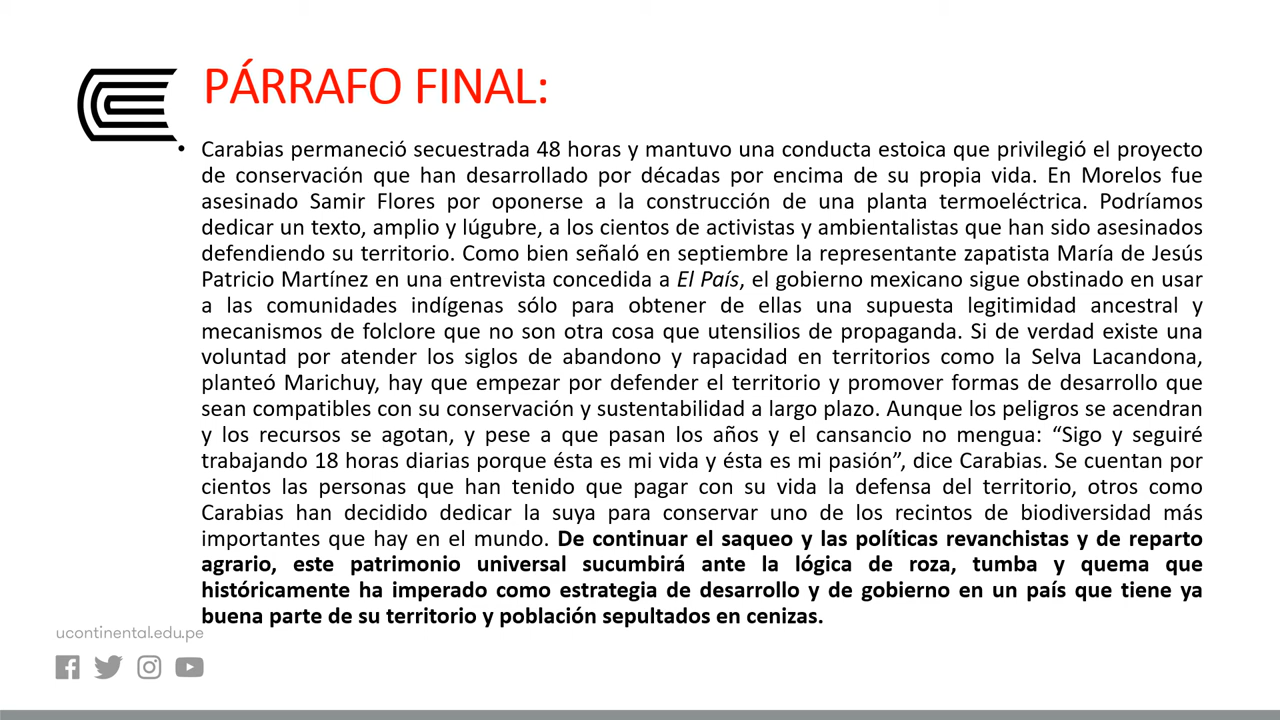 PÁRRAFO FINAL:
• Carabias permaneció secuestrada 48 horas y mantuvo una conducta estoica que privilegió el proyecto
de conservación que han desarrollado por décadas por encima de su propia vida. En Morelos fue
asesinado Samir Flores por oponerse a la construcción de una planta termoeléctrica. Podríamos
dedicar un texto, amplio y lúgubre, a los cientos de activistas y ambientalistas que han sido asesinados
defendiendo su territorio. Como bien señaló en septiembre la representante zapatista María de Jesús
Patricio Martínez en una entrevista concedida a El País, el gobierno mexicano sigue obstinado en usar
a las comunidades indígenas sólo para obtener de ellas una supuesta legitimidad ancestral y
mecanismos de folclore que no son otra cosa que utensilios de propaganda. Si de verdad existe una
voluntad por atender los siglos de abandono y rapacidad en territorios como la Selva Lacandona,
planteó Marichuy, hay que empezar por defender el territorio y promover formas de desarrollo que
sean compatibles con su conservación y sustentabilidad a largo plazo. Aunque los peligros se acendran
y los recursos se agotan, y pese a que pasan los años y el cansancio no mengua: “Sigo y seguiré
trabajando 18 horas diarias porque ésta es mi vida y ésta es mi pasión”, dice Carabias. Se cuentan por
cientos las personas que han tenido que pagar con su vida la defensa del territorio, otros como
Carabias han decidido dedicar la suya para conservar uno de los recintos de biodiversidad más
importantes que hay en el mundo. De continuar el saqueo y las políticas revanchistas y de reparto
agrario, este patrimonio universal sucumbirá ante la lógica de roza, tumba y quema que
históricamente ha imperado como estrategia de desarrollo y de gobierno en un país que tiene ya
buena parte de su territorio y población sepultados en cenizas.
ucontinental.edu.pe